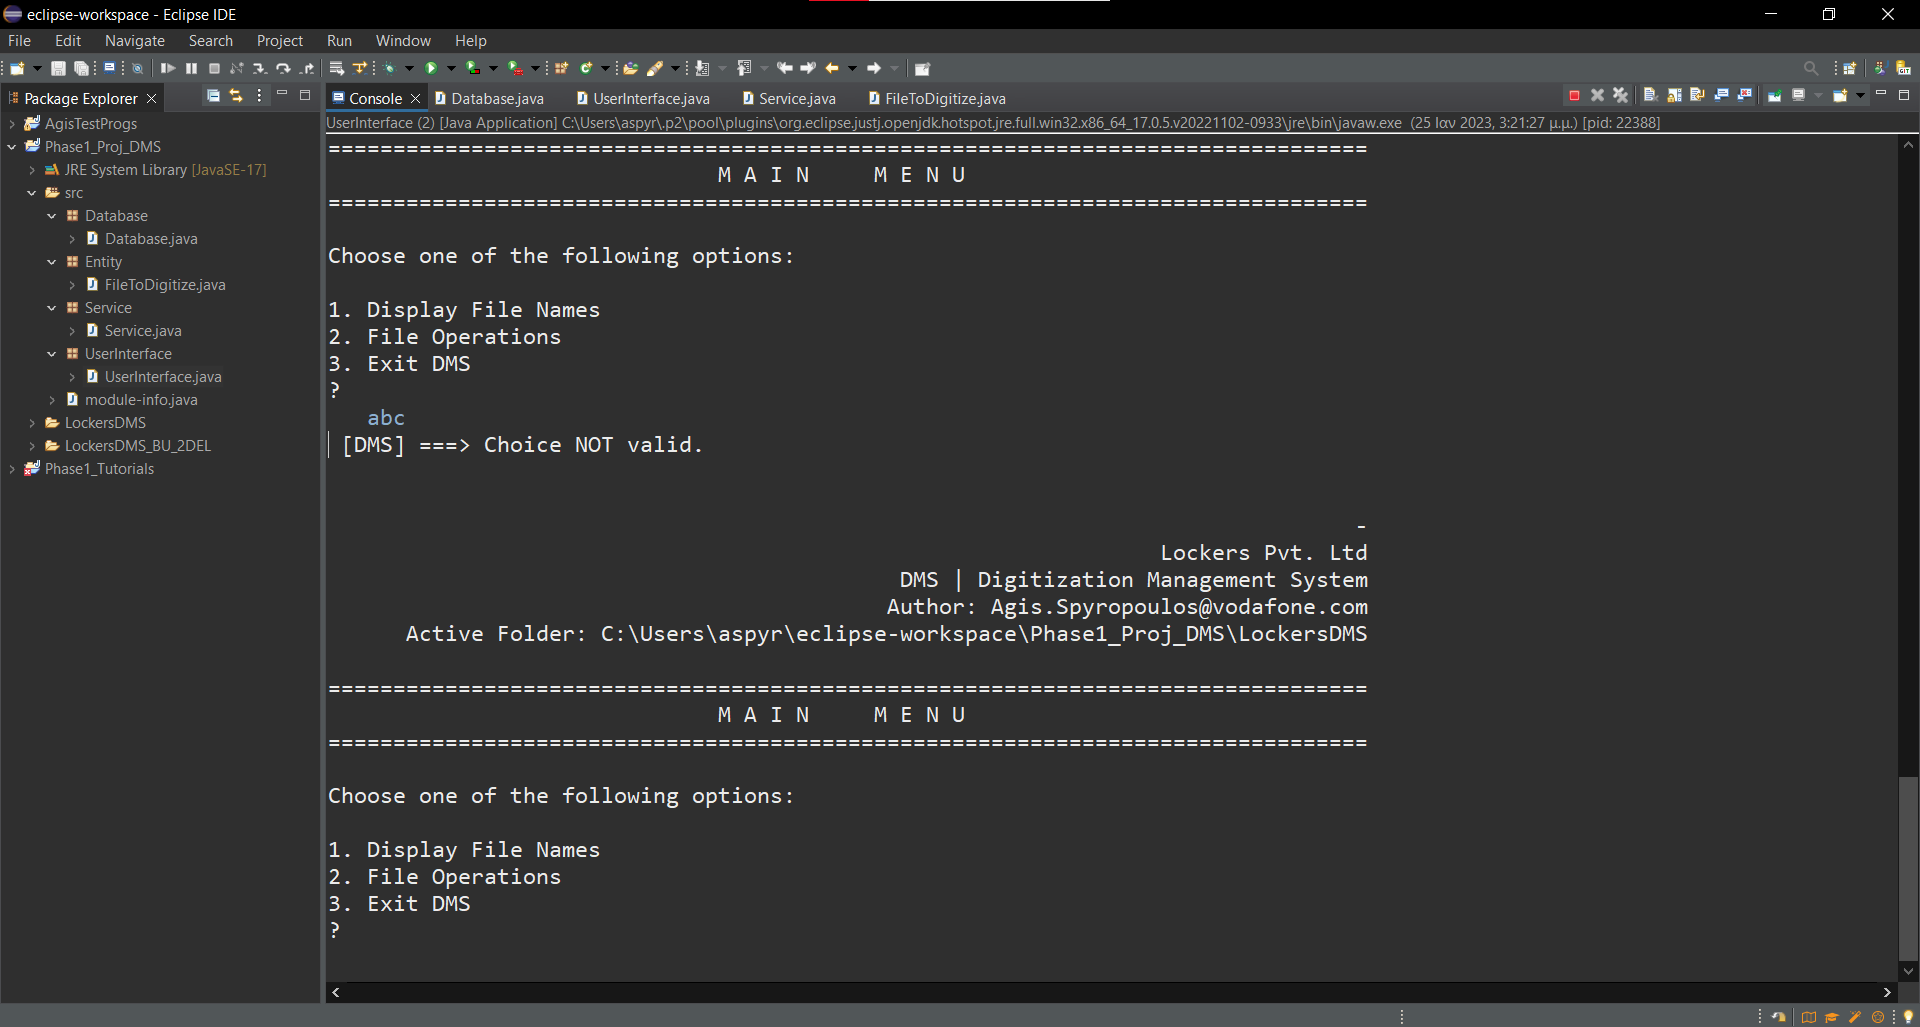 eclipse-workspace - Eclipse IDE
File Edit Navigate Search Project Run Window Help
Package Explorer
AgisTestProgs
Phase1_Proj_DMS
JRE System Library [JavaSE-17]
src
Database
Database.java
Entity
FileToDigitize.java
Service
Service.java
UserInterface
UserInterface.java
module-info.java
LockersDMS
LockersDMS_BU_2DEL
Phase1_Tutorials
Console Database.java UserInterface.java Service.java FileToDigitize.java
UserInterface (2) [Java Application] C:\Users\aspyr\.p2\pool\plugins\org.eclipse.justj.openjdk.hotspot.jre.full.win32.x86_64_17.0.5.v20221102-0933\jre\bin\javaw.exe (25 Ιαν 2023, 3:21:27 μ.μ.) [pid: 22388]
================================================================================
M A I N     M E N U
================================================================================
Choose one of the following options:
1. Display File Names
2. File Operations
3. Exit DMS
?
abc
[DMS] ===> Choice NOT valid.
-
Lockers Pvt. Ltd
DMS | Digitization Management System
Author: Agis.Spyropoulos@vodafone.com
Active Folder: C:\Users\aspyr\eclipse-workspace\Phase1_Proj_DMS\LockersDMS
================================================================================
M A I N     M E N U
================================================================================
Choose one of the following options:
1. Display File Names
2. File Operations
3. Exit DMS
?